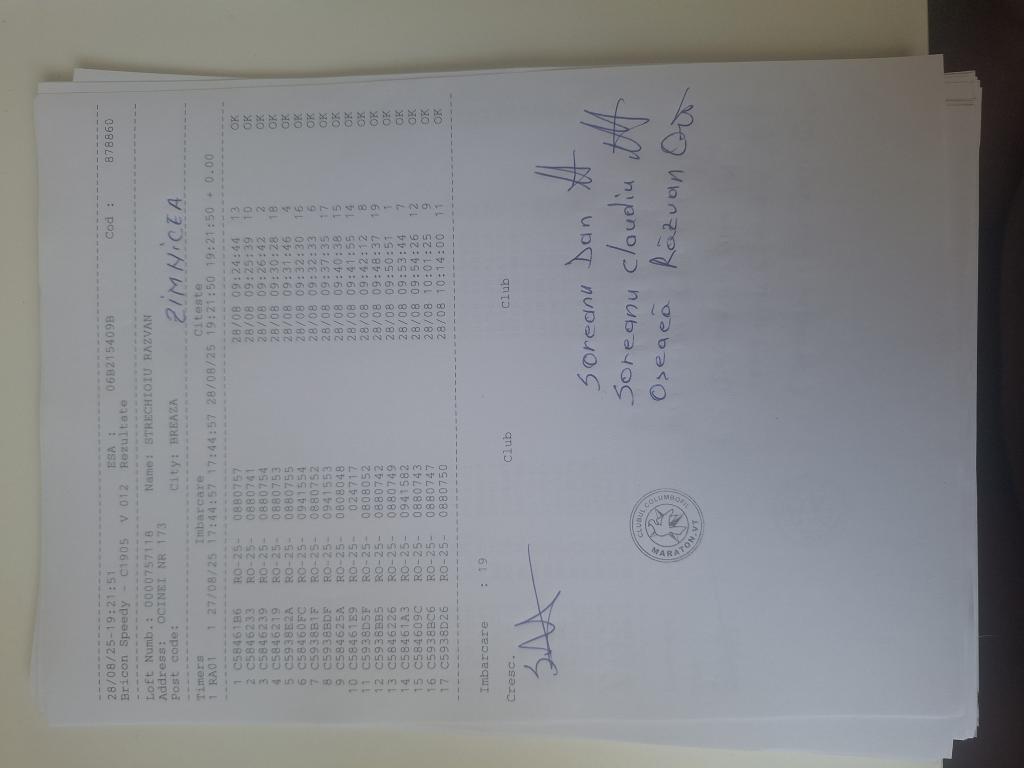 28/08/25-19:21:51 ESA : 06B215409B Cod : 878860
Bricon Speedy - C1905 V 012 Rezultate
Loft Numb.: 0000757118 Name: STRECHIOIU RAZVAN
Address: OCINEI NR 173
Post code: City: BREAZA
ZIMNICEA
Timers Imbarcare Citeste
1 RA01 1 27/08/25 17:44:57 17:44:57 28/08/25 19:21:50 19:21:50 + 0.00
1 C58461B6 RO-25- 0880757 28/08 09:24:44 13 OK
2 C5846233 RO-25- 0880741 28/08 09:25:39 10 OK
3 C5846239 RO-25- 0880754 28/08 09:26:42 2 OK
4 C5846219 RO-25- 0880753 28/08 09:30:28 18 OK
5 C5938E2A RO-25- 0880755 28/08 09:31:46 4 OK
6 C58460FC RO-25- 0941554 28/08 09:32:30 16 OK
7 C5938B1F RO-25- 0880752 28/08 09:32:33 6 OK
8 C5938BDF RO-25- 0941553 28/08 09:37:35 17 OK
9 C584625A RO-25- 0808048 28/08 09:40:38 15 OK
10 C58461E9 RO-25- 024717 28/08 09:41:55 14 OK
11 C5938D5F RO-25- 0808052 28/08 09:42:12 8 OK
12 C5938BB5 RO-25- 0880742 28/08 09:48:37 19 OK
13 C5846226 RO-25- 0880749 28/08 09:50:51 1 OK
14 C58461A3 RO-25- 0941582 28/08 09:53:44 7 OK
15 C584609C RO-25- 0880743 28/08 09:54:26 12 OK
16 C5938BC6 RO-25- 0880747 28/08 10:01:25 9 OK
17 C5938D26 RO-25- 0880750 28/08 10:14:00 11 OK
Imbarcare : 19
Cresc. Club Club
Soreanu Dan
Soreanu Claudiu
Oseacă Răzvan
CLUBUL COLUMBOFIL
MARATON-VT